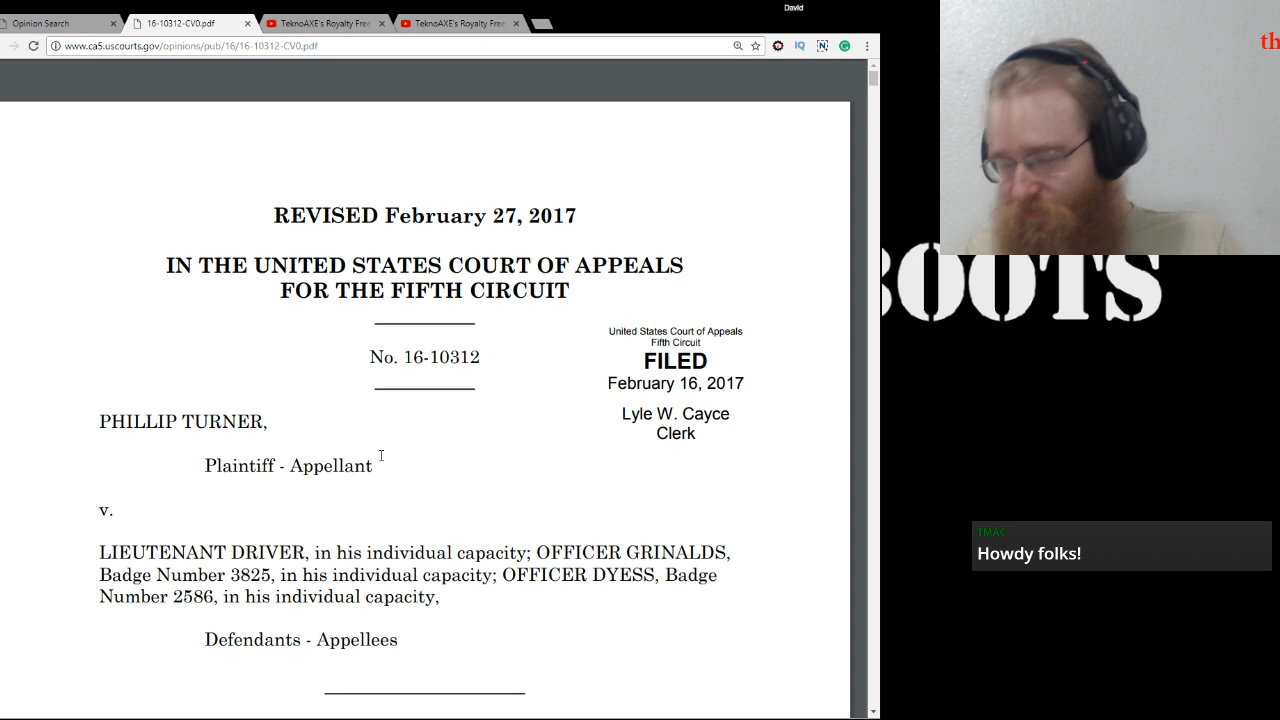 David
Opinion Search
16-10312-CV0.pdf
TeknoAXE's Royalty Free
TeknoAXE's Royalty Free
www.ca5.uscourts.gov/opinions/pub/16/16-10312-CV0.pdf
IQ
N
th
REVISED February 27, 2017
IN THE UNITED STATES COURT OF APPEALS
FOR THE FIFTH CIRCUIT
United States Court of Appeals
Fifth Circuit
FILED
February 16, 2017
Lyle W. Cayce
Clerk
No. 16-10312
PHILLIP TURNER,
Plaintiff - Appellant
v.
LIEUTENANT DRIVER, in his individual capacity; OFFICER GRINALDS,
Badge Number 3825, in his individual capacity; OFFICER DYESS, Badge
Number 2586, in his individual capacity,
Defendants - Appellees
BOOTS
TMAC
Howdy folks!